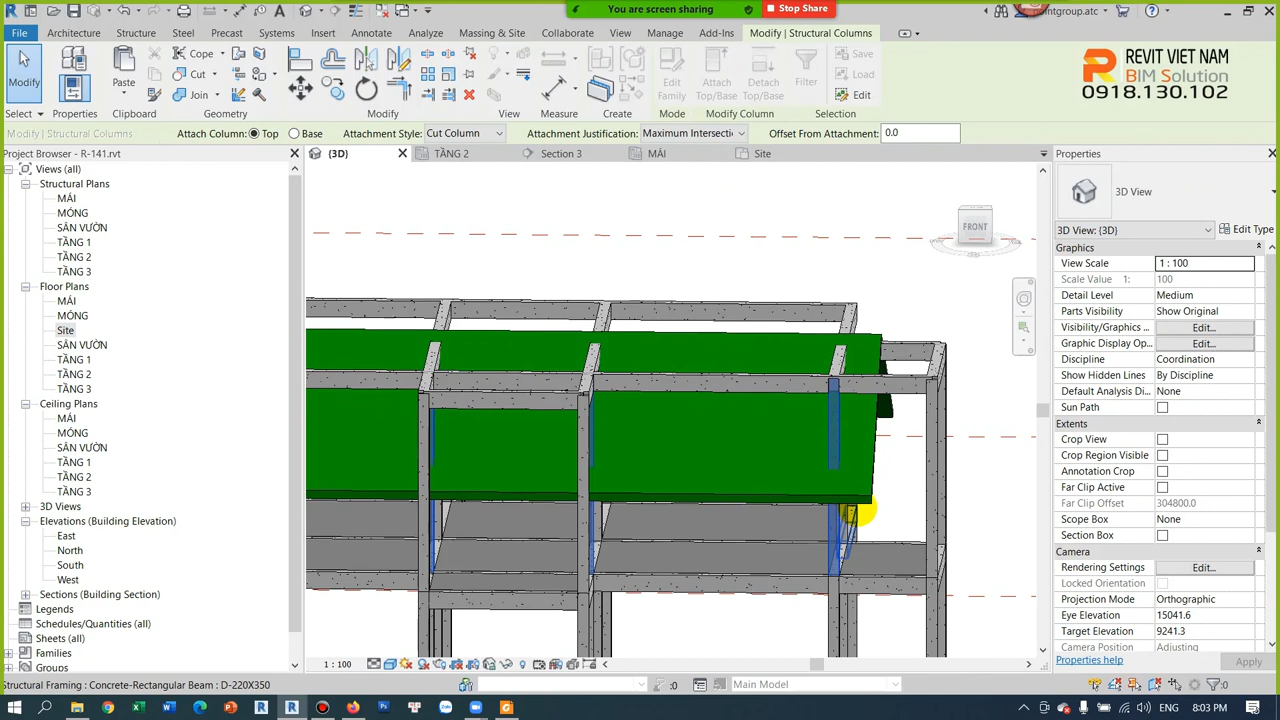 You are screen sharing
Stop Share
ointgroup.atc
File
Architecture
Structure
Steel
Precast
Systems
Insert
Annotate
Analyze
Massing & Site
Collaborate
View
Manage
Add-Ins
Modify | Structural Columns
REVIT VIET NAM
BIM Solution
0918.130.102
Modify
Properties
Paste
Cope
Cut
Join
Edit
Family
Attach
Top/Base
Detach
Top/Base
Filter
Save
Load
Edit
Select
Properties
Clipboard
Geometry
Modify
View
Measure
Create
Mode
Modify Column
Selection
Modify | Structural Columns
Attach Column:
Top
Base
Attachment Style:
Cut Column
Attachment Justification:
Maximum Intersecti
Offset From Attachment:
0.0
Project Browser - R-141.rvt
(3D)
TẦNG 2
Section 3
MÁI
Site
Properties
Views (all)
Structural Plans
MÁI
MÓNG
SÂN VƯỜN
TẦNG 1
TẦNG 2
TẦNG 3
Floor Plans
MÁI
MÓNG
Site
SÂN VƯỜN
TẦNG 1
TẦNG 2
TẦNG 3
Ceiling Plans
MÁI
MÓNG
SÂN VƯỜN
TẦNG 1
TẦNG 2
TẦNG 3
3D Views
Elevations (Building Elevation)
East
North
South
West
Sections (Building Section)
Legends
Schedules/Quantities (all)
Sheets (all)
Families
Groups
FRONT
3D View
3D View: {3D}
Edit Type
Graphics
View Scale
1 : 100
Scale Value 1:
100
Detail Level
Medium
Parts Visibility
Show Original
Visibility/Graphics ...
Edit...
Graphic Display Op...
Edit...
Discipline
Coordination
Show Hidden Lines
By Discipline
Default Analysis Di...
None
Sun Path
Extents
Crop View
Crop Region Visible
Annotation Crop
Far Clip Active
Far Clip Offset
304800.0
Scope Box
None
Section Box
Camera
Rendering Settings
Edit...
Locked Orientation
Projection Mode
Orthographic
Eye Elevation
15041.6
Target Elevation
9241.3
Camera Position
Adjusting
Properties help
Apply
1 : 100
Structural Framing : Concrete-Rectangular Beam : D-220X350
:0
Main Model
:0
ENG
8:03 PM